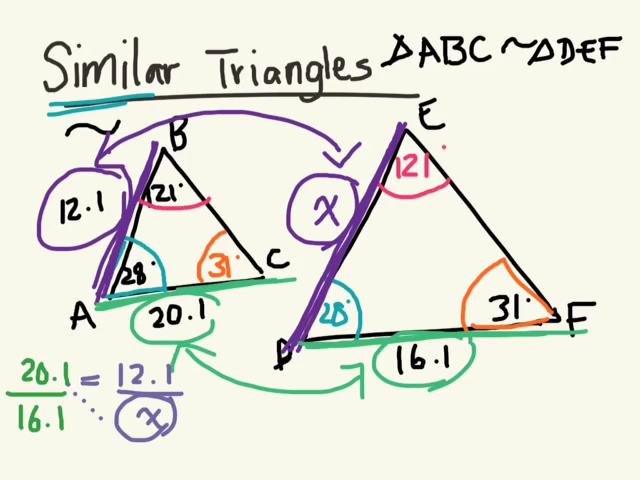 Similar Triangles △ABC ~ △DEF
~
B
E
121°
121°
12.1
x
28°
31°
C
A
20.1
28°
31°
D
F
16.1
20.1/16.1 = 12.1/x